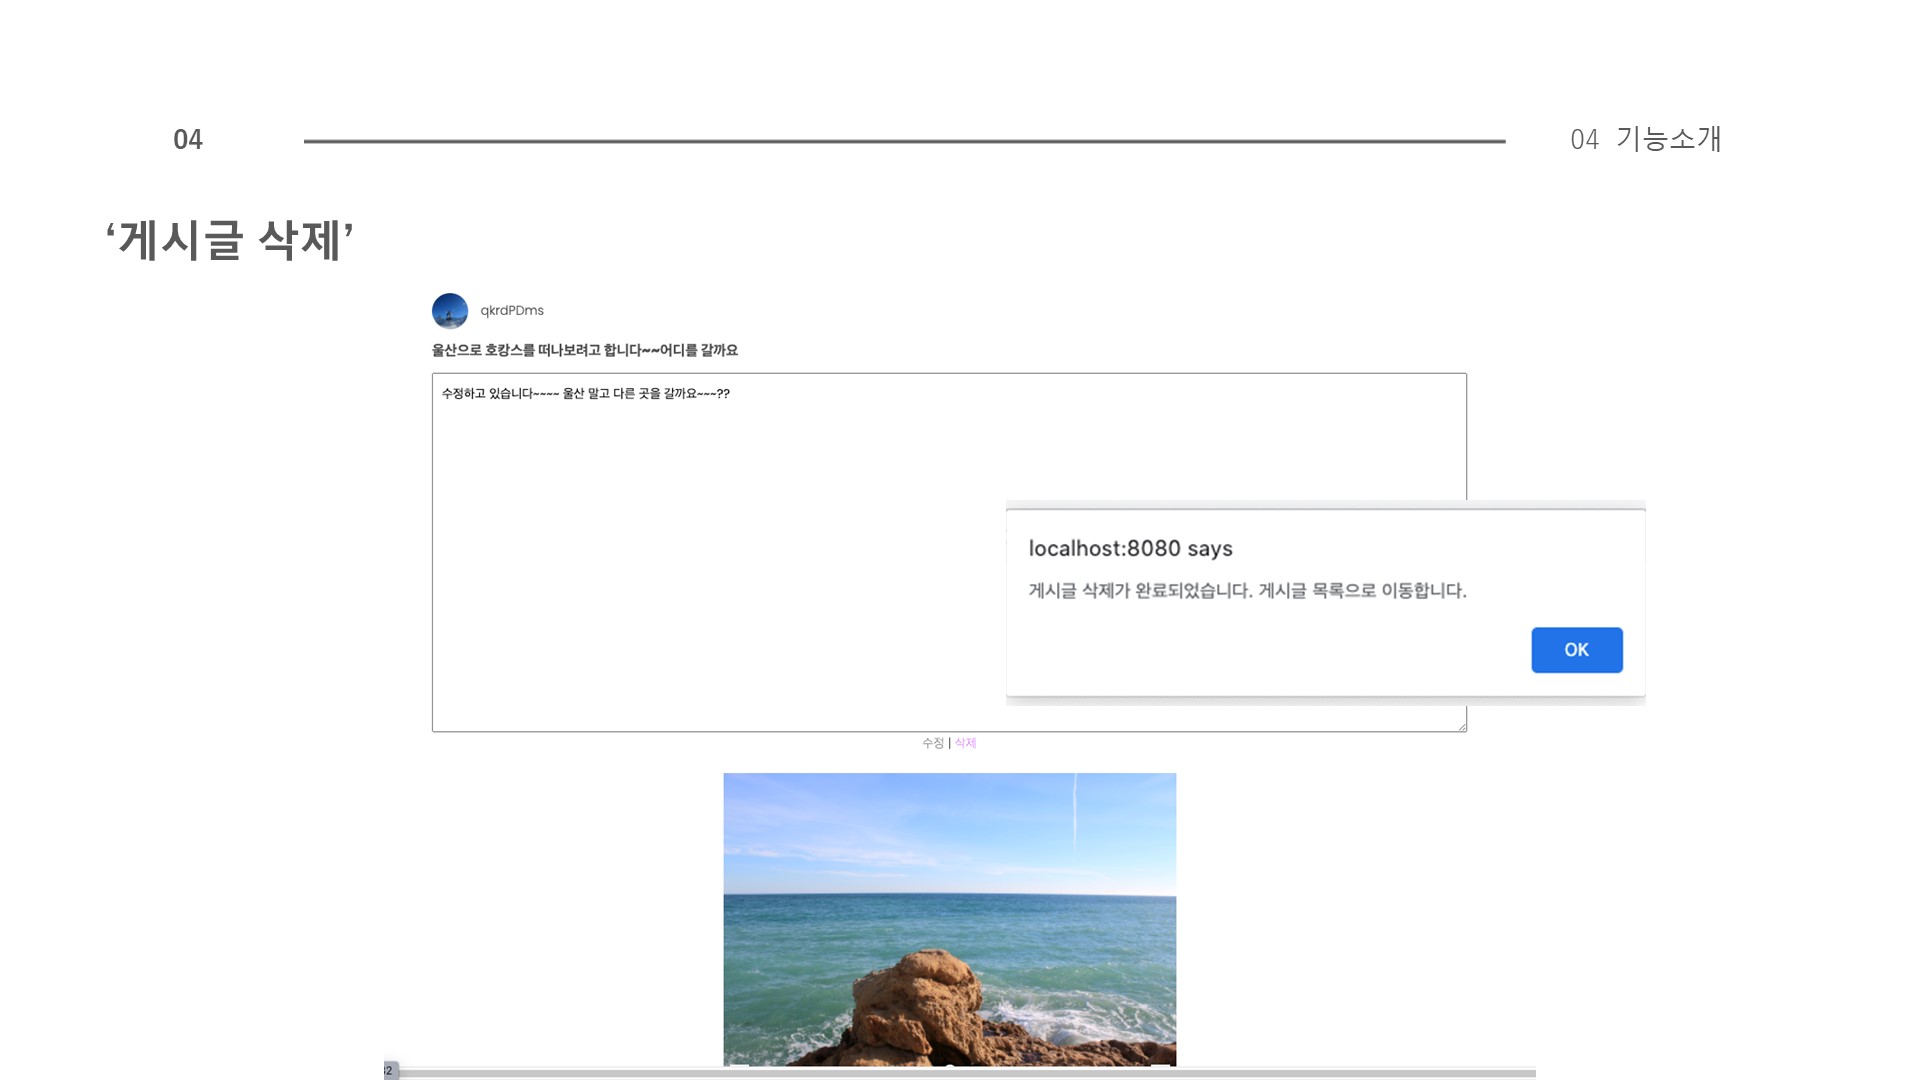 04
04 기능소개
‘게시글 삭제’
qkrdPDms
울산으로 호캉스를 떠나보려고 합니다~~어디를 갈까요
수정하고 있습니다~~~~ 울산 말고 다른 곳을 갈까요~~~??
localhost:8080 says
게시글 삭제가 완료되었습니다. 게시글 목록으로 이동합니다.
OK
수정 | 삭제